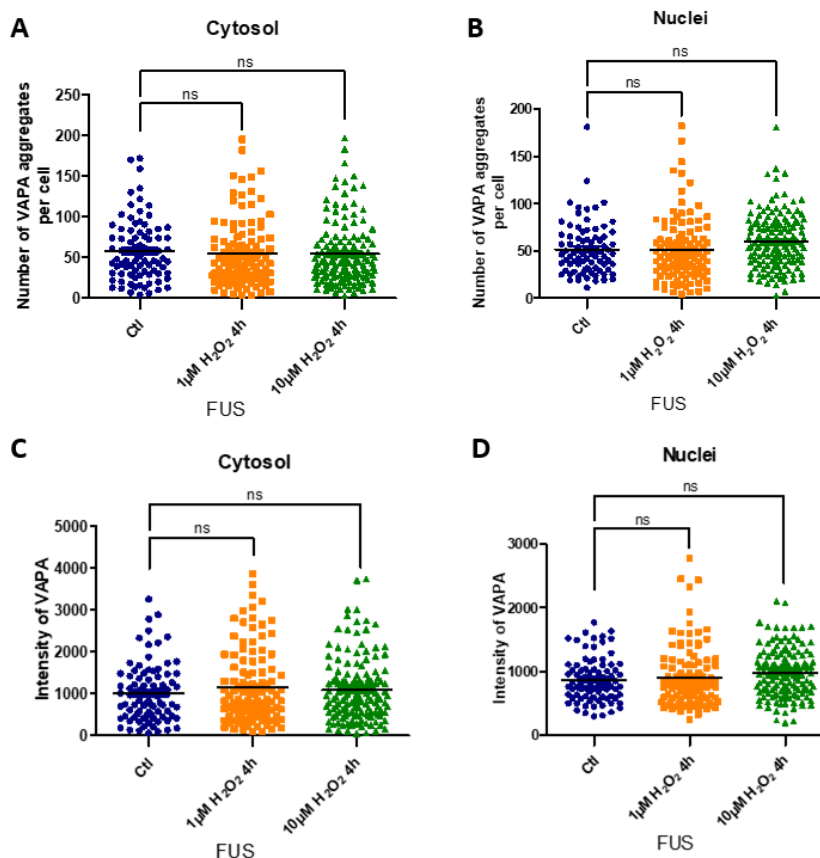 A
Cytosol
ns
ns
Number of VAPA aggregates
per cell
250
200
150
100
50
0
Ctl
1µM H₂O₂ 4h
10µM H₂O₂ 4h
FUS
B
Nuclei
ns
ns
Number of VAPA aggregates
per cell
200
150
100
50
0
Ctl
1µM H₂O₂ 4h
10µM H₂O₂ 4h
FUS
C
Cytosol
ns
ns
Intensity of VAPA
5000
4000
3000
2000
1000
0
Ctl
1µM H₂O₂ 4h
10µM H₂O₂ 4h
FUS
D
Nuclei
ns
ns
Intensity of VAPA
3000
2000
1000
0
Ctl
1µM H₂O₂ 4h
10µM H₂O₂ 4h
FUS